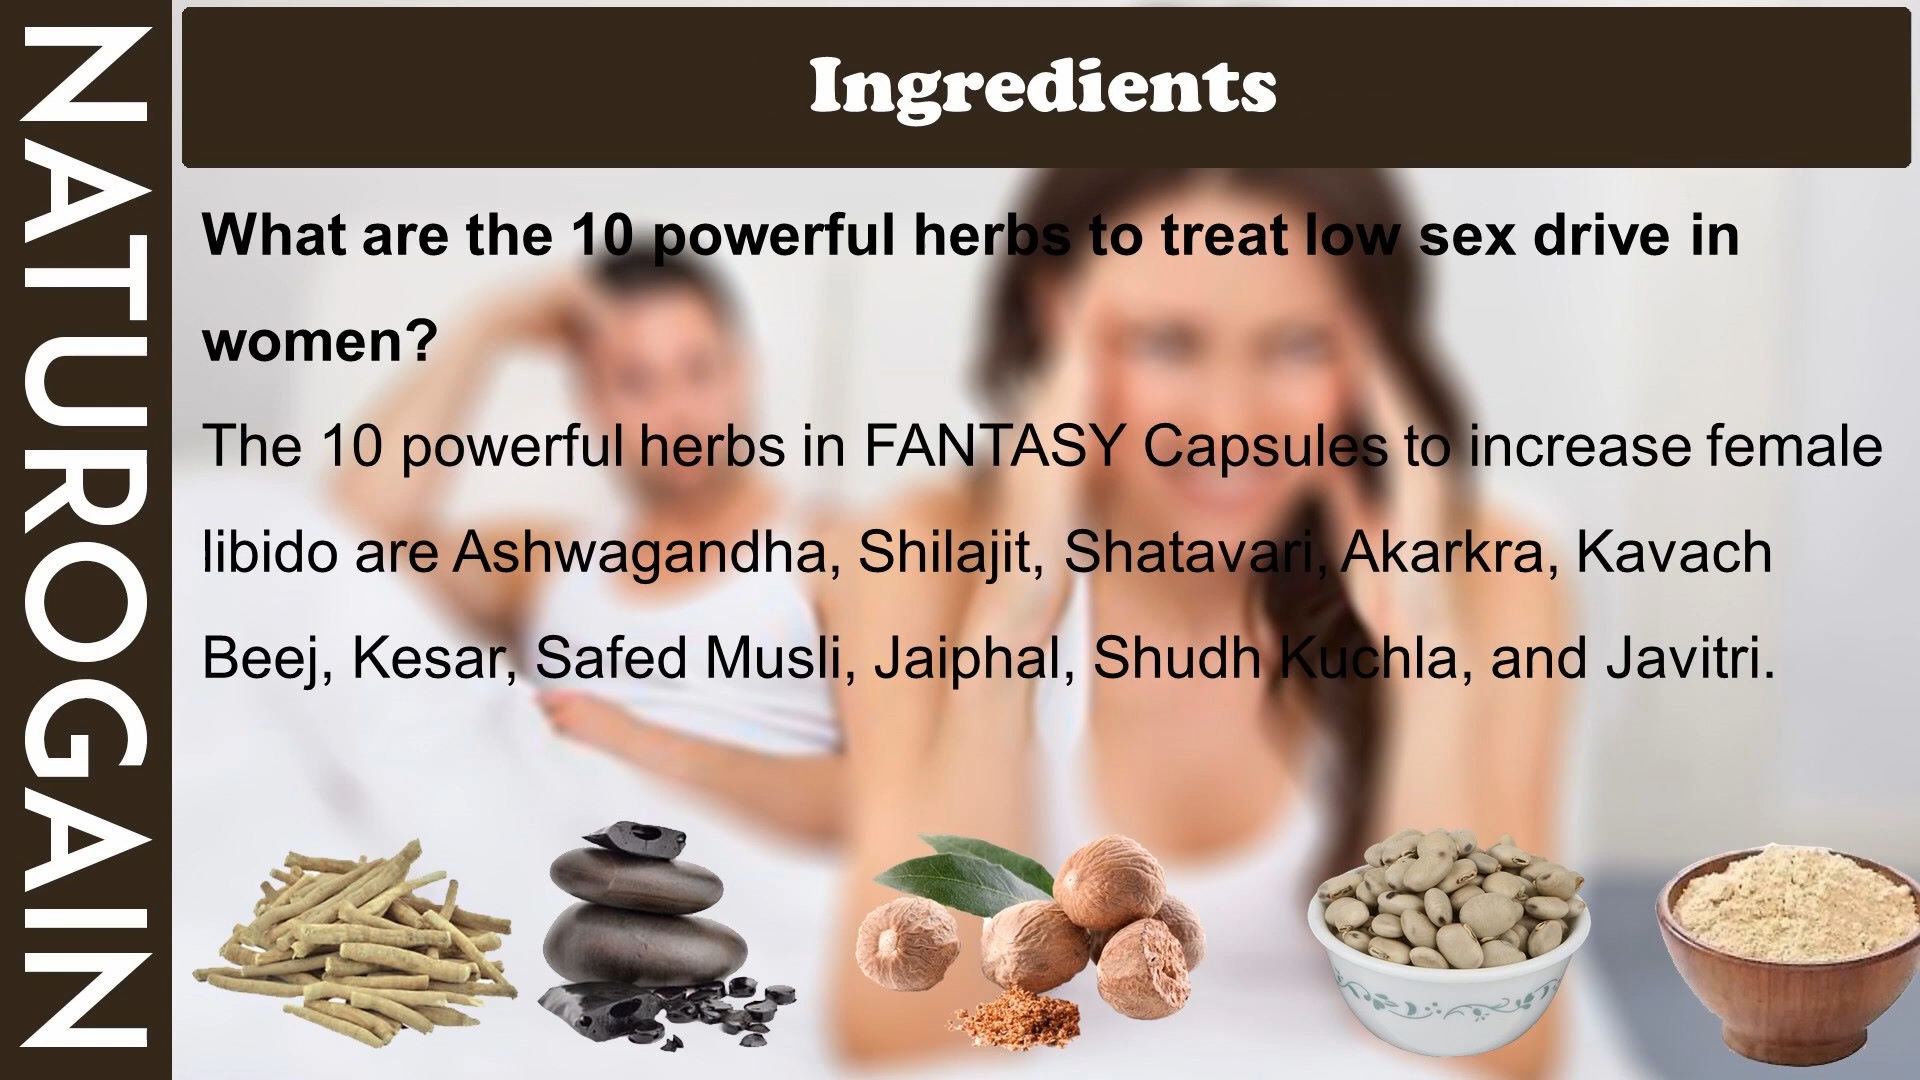 NATUROGAIN
Ingredients
What are the 10 powerful herbs to treat low sex drive in
women?
The 10 powerful herbs in FANTASY Capsules to increase female
libido are Ashwagandha, Shilajit, Shatavari, Akarkra, Kavach
Beej, Kesar, Safed Musli, Jaiphal, Shudh Kuchla, and Javitri.